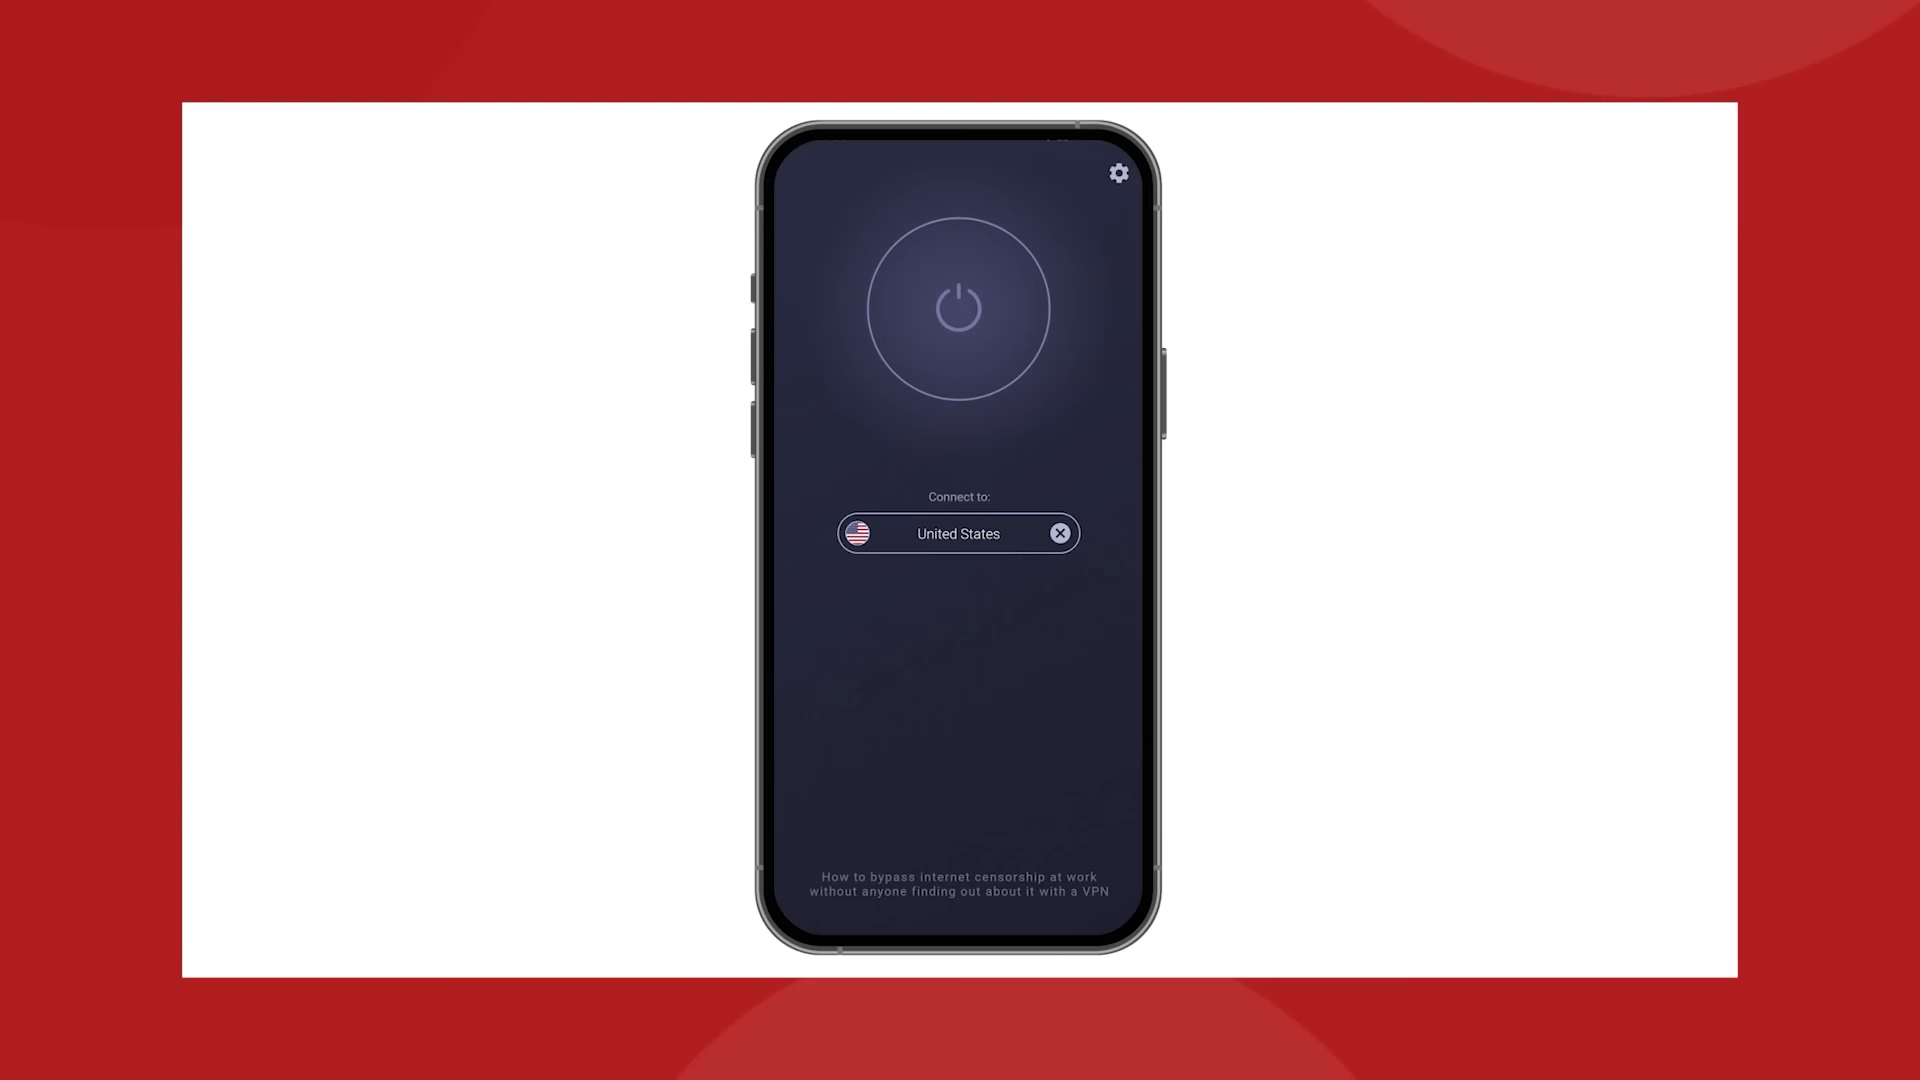 Connect to:
United States
How to bypass internet censorship at work
without anyone finding out about it with a VPN